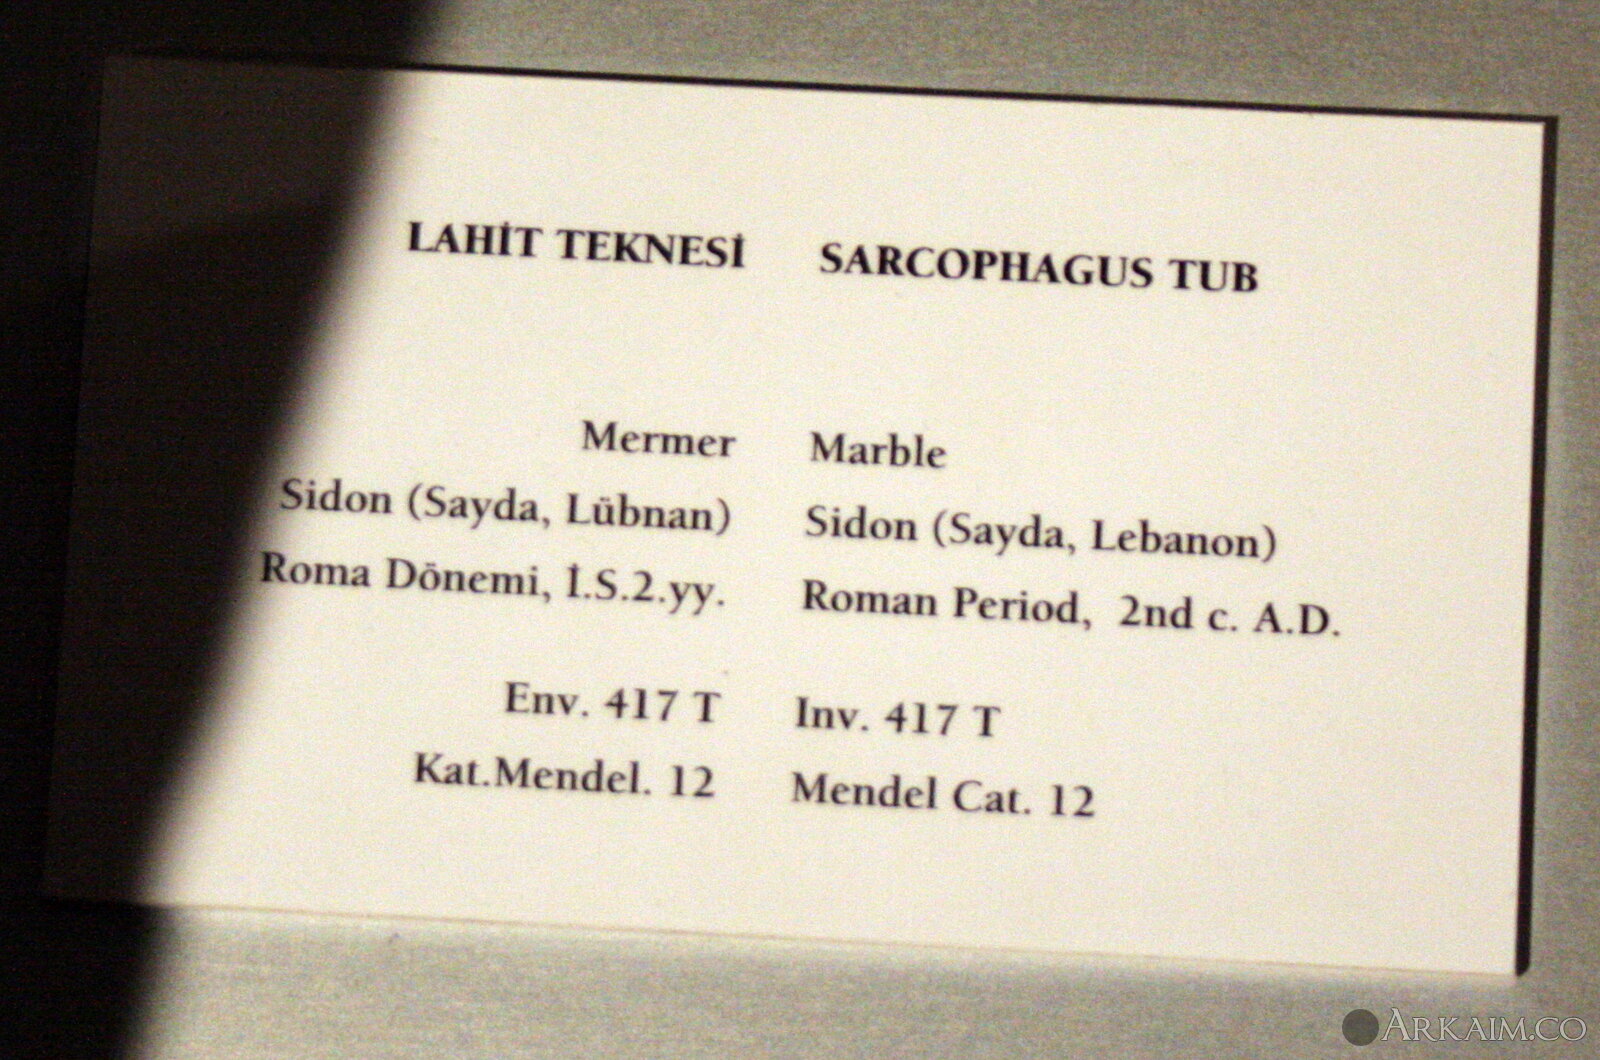 LAHİT TEKNESİ SARCOPHAGUS TUB
Mermer Marble
Sidon (Sayda, Lübnan) Sidon (Sayda, Lebanon)
Roma Dönemi, İ.S.2.yy. Roman Period, 2nd c. A.D.
Env. 417 T Inv. 417 T
Kat.Mendel. 12 Mendel Cat. 12
ARKAIM.CO